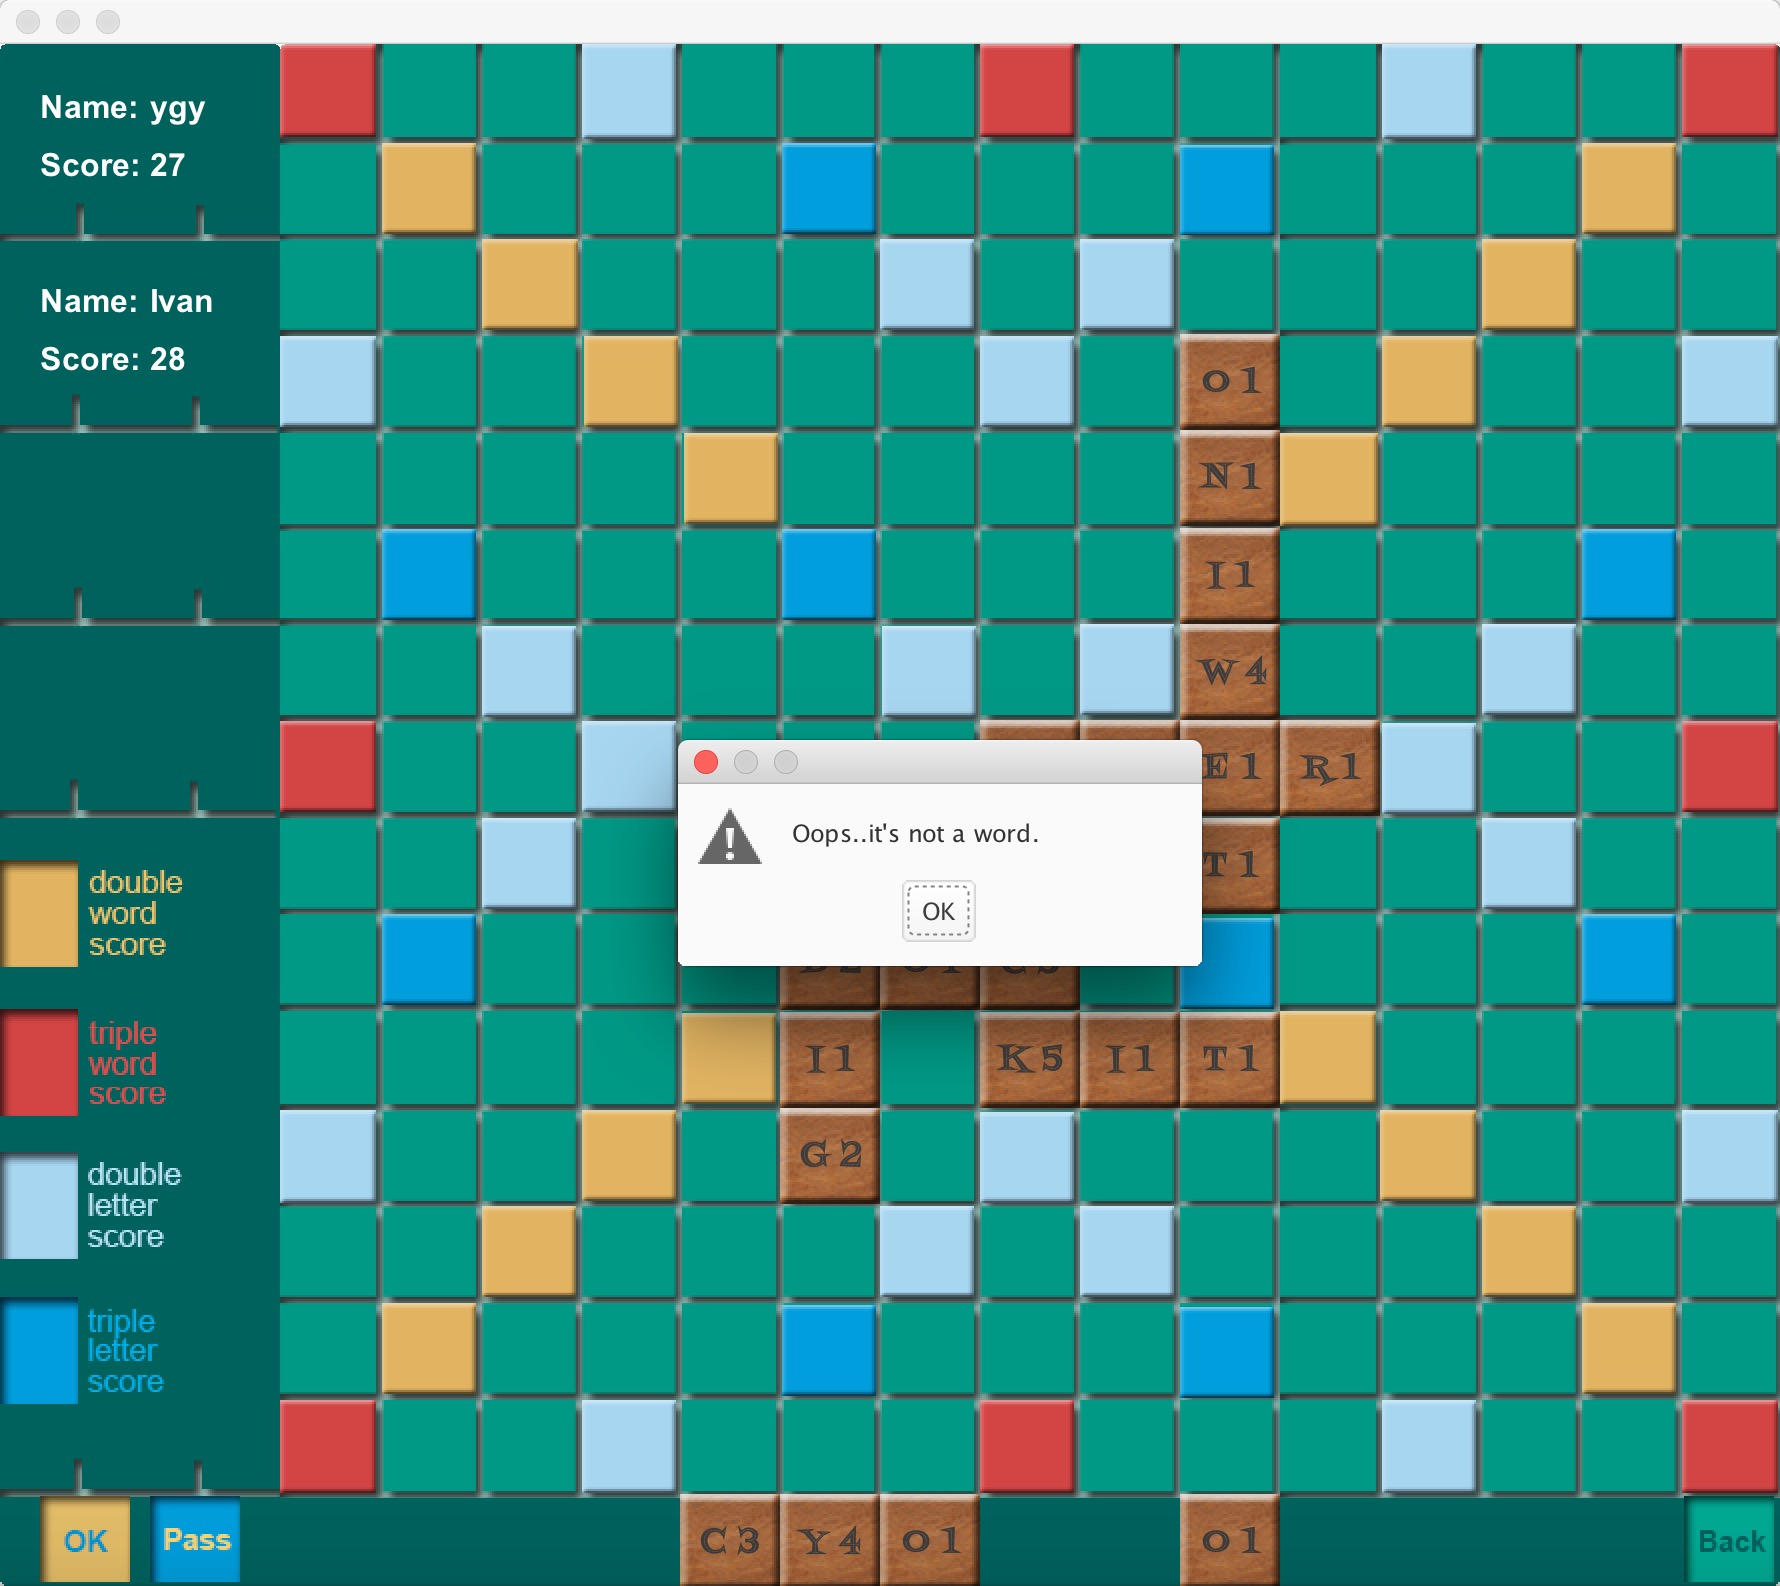 Name: ygy
Score: 27
Name: Ivan
Score: 28
O1
N1
I1
W4
E1 R1
Oops..it's not a word.
T1
OK
double
word
score
I1 K5 I1 T1
triple
word
score
G2
double
letter
score
triple
letter
score
OK Pass C3 Y4 O1 O1 Back